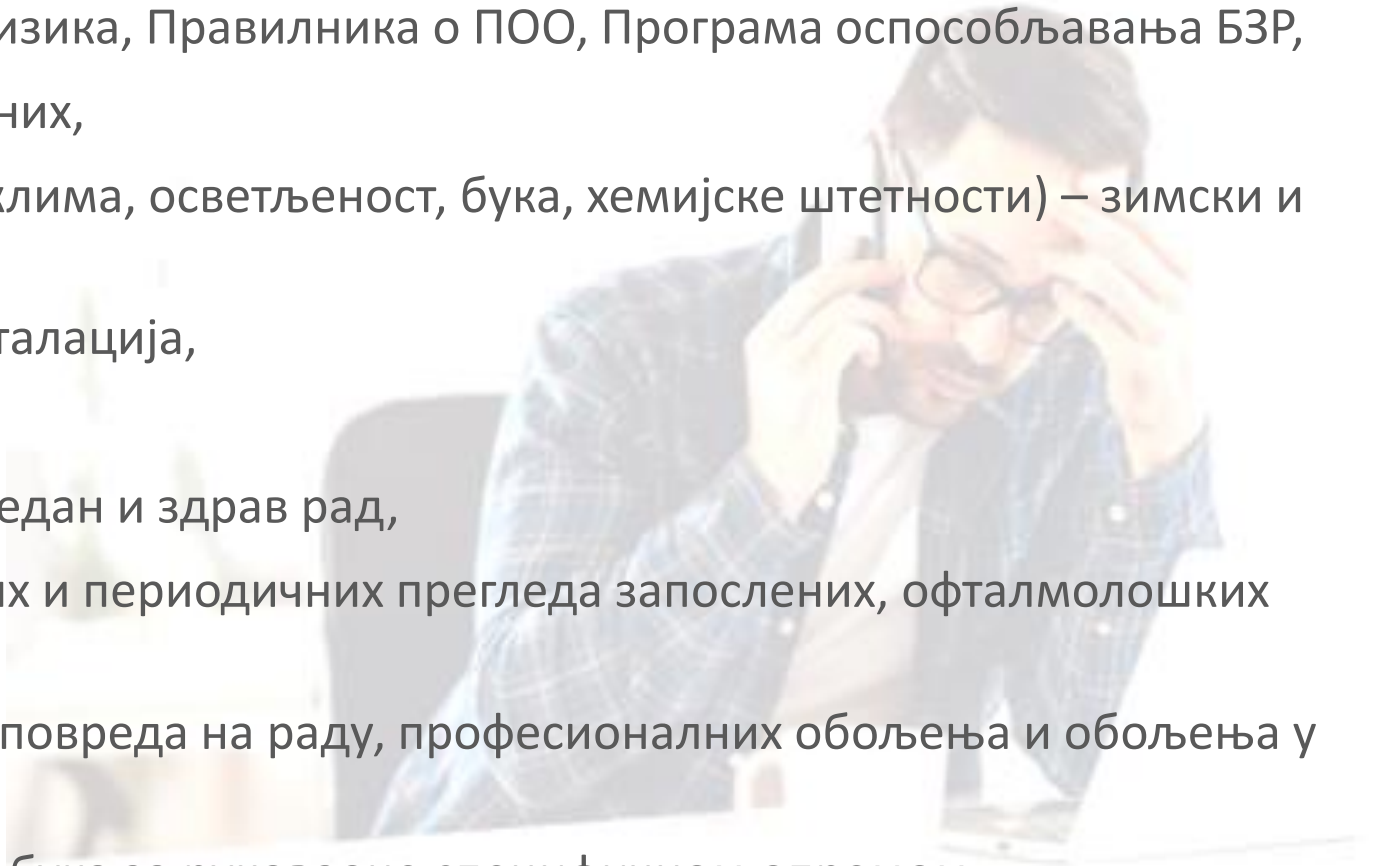 изика, Правилника о ПОО, Програма оспособљавања БЗР,
них,
клима, осветљеност, бука, хемијске штетности) – зимски и
талација,
едан и здрав рад,
их и периодичних прегледа запослених, офталмолошких
повреда на раду, професионалних обољења и обољења у